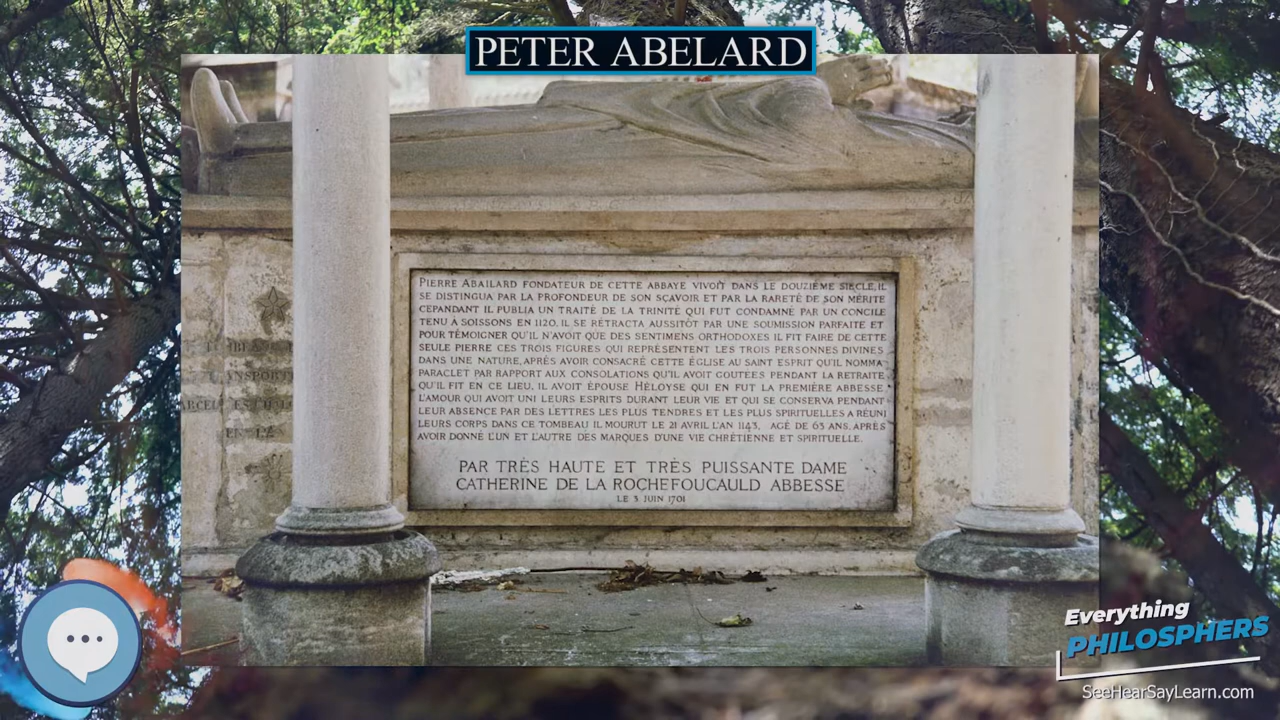 PETER ABELARD
PIERRE ABAILARD FONDATEUR DE CETTE ABBAYE VIVOIT DANS LE DOUZIÈME SIECLE, IL
SE DISTINGUA PAR LA PROFONDEUR DE SON SÇAVOIR ET PAR LA RARETÉ DE SON MÉRITE
CEPANDANT IL PUBLIA UN TRAITÉ DE LA TRINITÉ QUI FUT CONDAMNÉ PAR UN CONCILE
TENU À SOISSONS EN 1120. IL SE RÉTRACTA AUSSITÔT PAR UNE SOUMISSION PARFAITE ET
POUR TÉMOIGNER QU'IL N'AVOIT QUE DES SENTIMENS ORTHODOXES IL FIT FAIRE DE CETTE
SEULE PIERRE CES TROIS FIGURES QUI REPRÉSENTENT LES TROIS PERSONNES DIVINES
DANS UNE NATURE, APRÈS AVOIR CONSACRÉ CETTE ÉGLISE AU SAINT ESPRIT QU'IL NOMMA
PARACLET PAR RAPPORT AUX CONSOLATIONS QU'IL AVOIT GOUTÉES PENDANT LA RETRAITE
QU'IL FIT EN CE LIEU. IL AVOIT ÉPOUSÉ HÉLOYSE QUI EN FUT LA PREMIÈRE ABBESSE.
L'AMOUR QUI AVOIT UNI LEURS ESPRITS DURANT LEUR VIE ET QUI SE CONSERVA PENDANT
LEUR ABSENCE PAR DES LETTRES LES PLUS TENDRES ET LES PLUS SPIRITUELLES A RÉUNI
LEURS CORPS DANS CE TOMBEAU IL MOURUT LE 21 AVRIL L'AN 1143, AGÉ DE 63 ANS, APRÈS
AVOIR DONNÉ L'UN ET L'AUTRE DES MARQUES D'UNE VIE CHRÉTIENNE ET SPIRITUELLE.
PAR TRÈS HAUTE ET TRÈS PUISSANTE DAME
CATHERINE DE LA ROCHEFOUCAULD ABBESSE
LE 3 JUIN 1701
Everything
PHILOSPHERS
SeeHearSayLearn.com